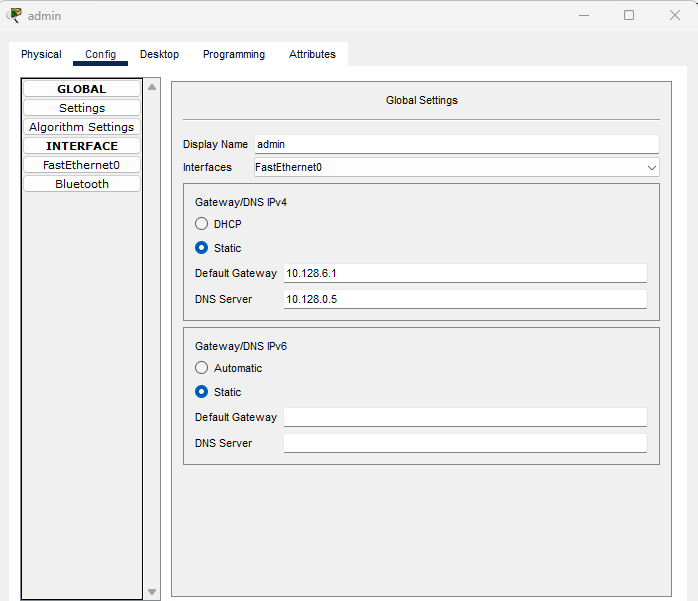 admin
Physical Config Desktop Programming Attributes
GLOBAL
Settings
Algorithm Settings
INTERFACE
FastEthernet0
Bluetooth
Global Settings
Display Name admin
Interfaces FastEthernet0
Gateway/DNS IPv4
DHCP
Static
Default Gateway 10.128.6.1
DNS Server 10.128.0.5
Gateway/DNS IPv6
Automatic
Static
Default Gateway
DNS Server